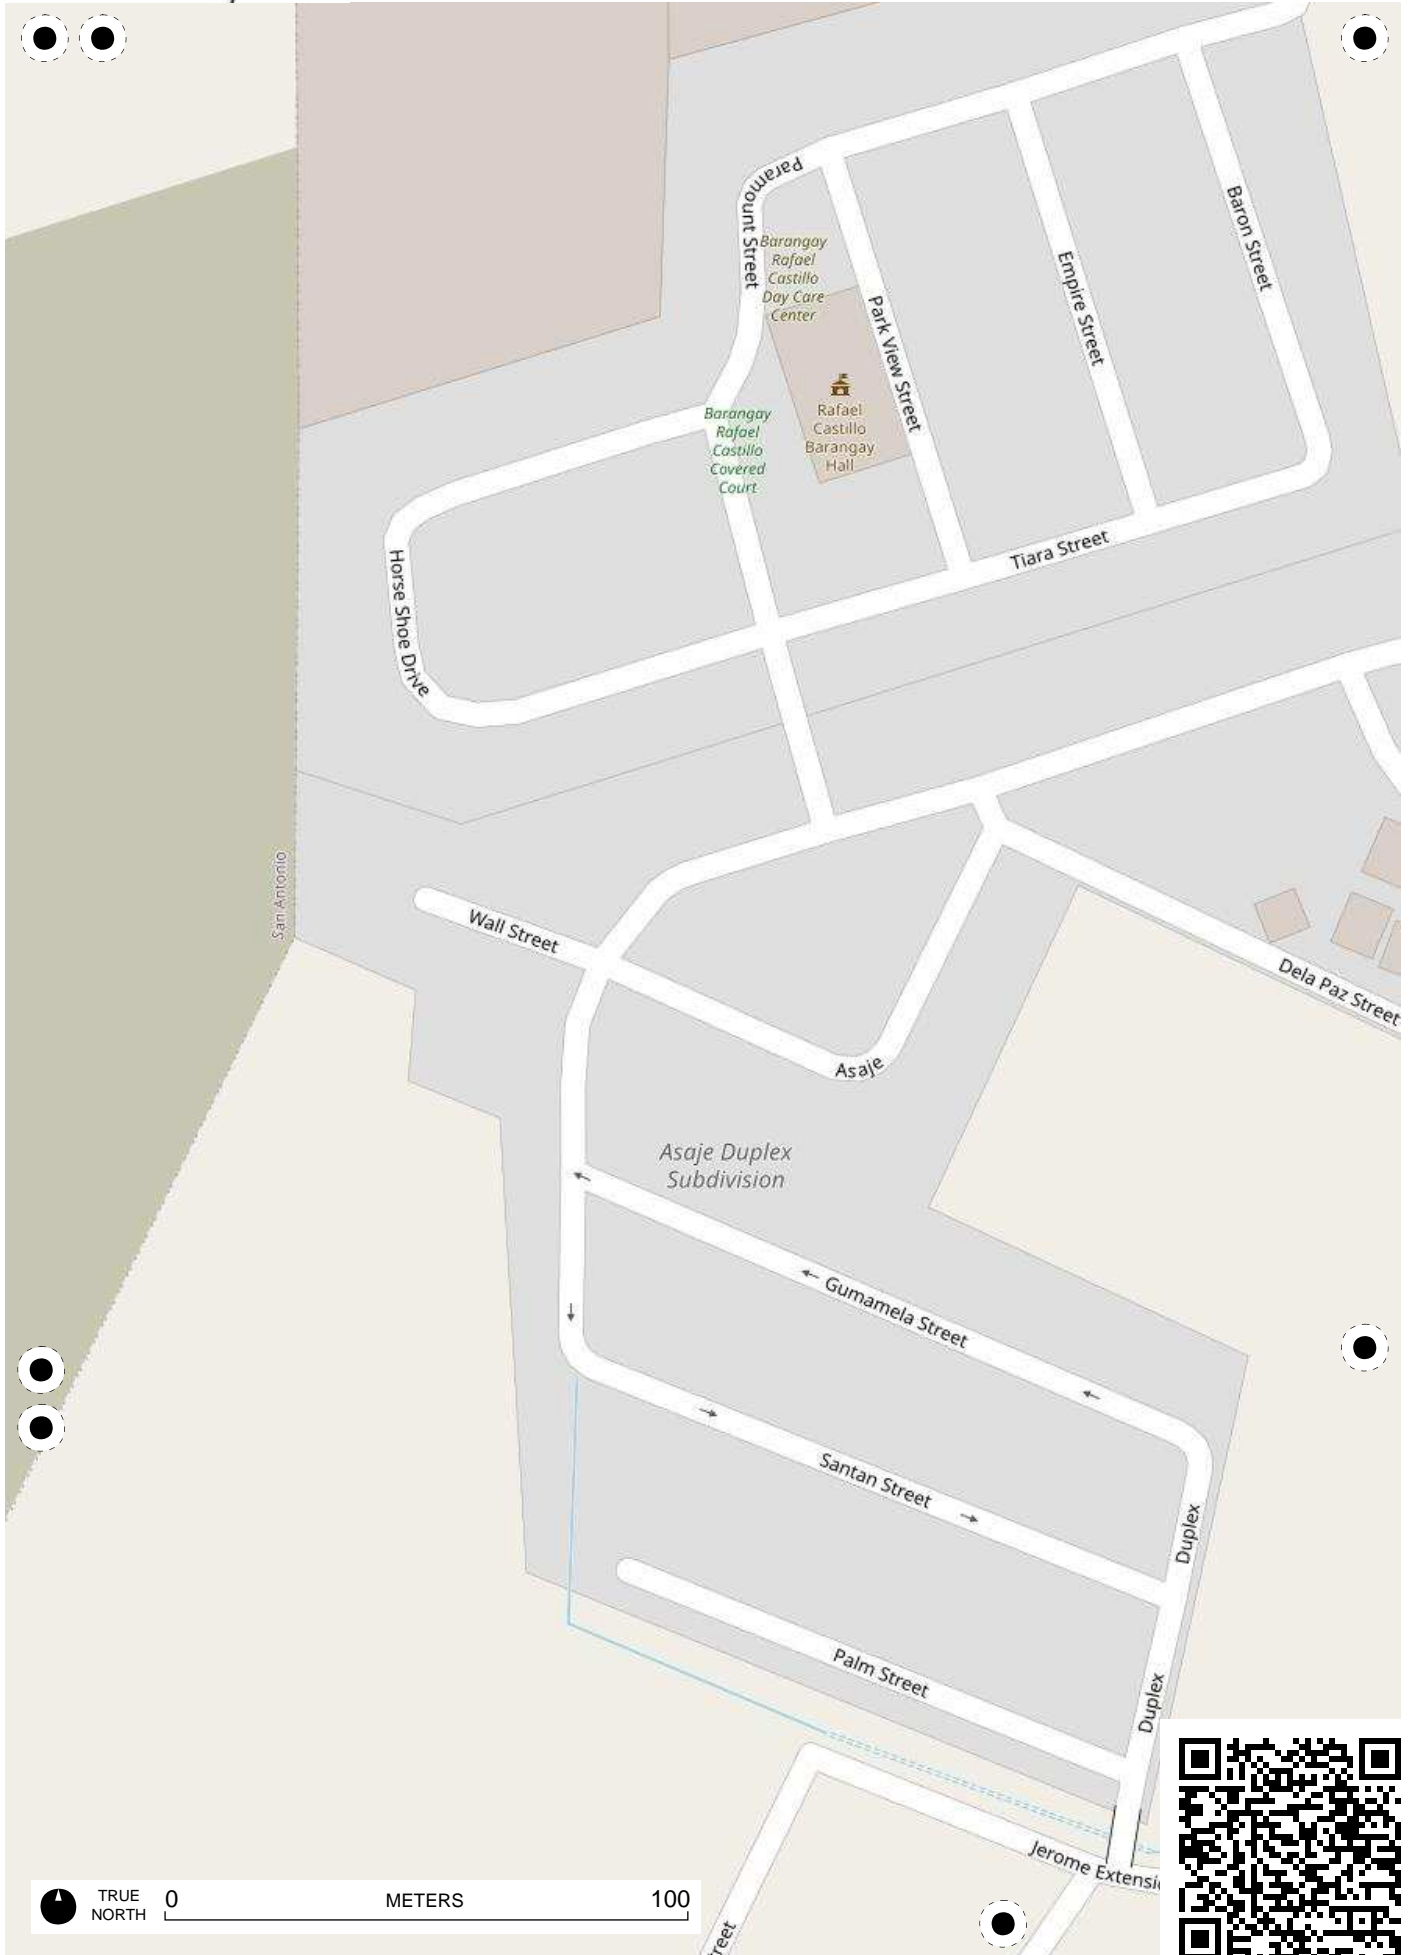 Paramount Street
Baron Street
Barangay
Rafael
Castillo
Day Care
Center
Empire Street
Park View Street
Rafael
Castillo
Barangay
Hall
Barangay
Rafael
Castillo
Covered
Court
Tiara Street
Horse Shoe Drive
San Antonio
Wall Street
Dela Paz Street
Asaje
Asaje Duplex
Subdivision
Gumamela Street
Santan Street
Duplex
Palm Street
Duplex
Jerome Extensi
TRUE
NORTH
0
METERS
100
reet